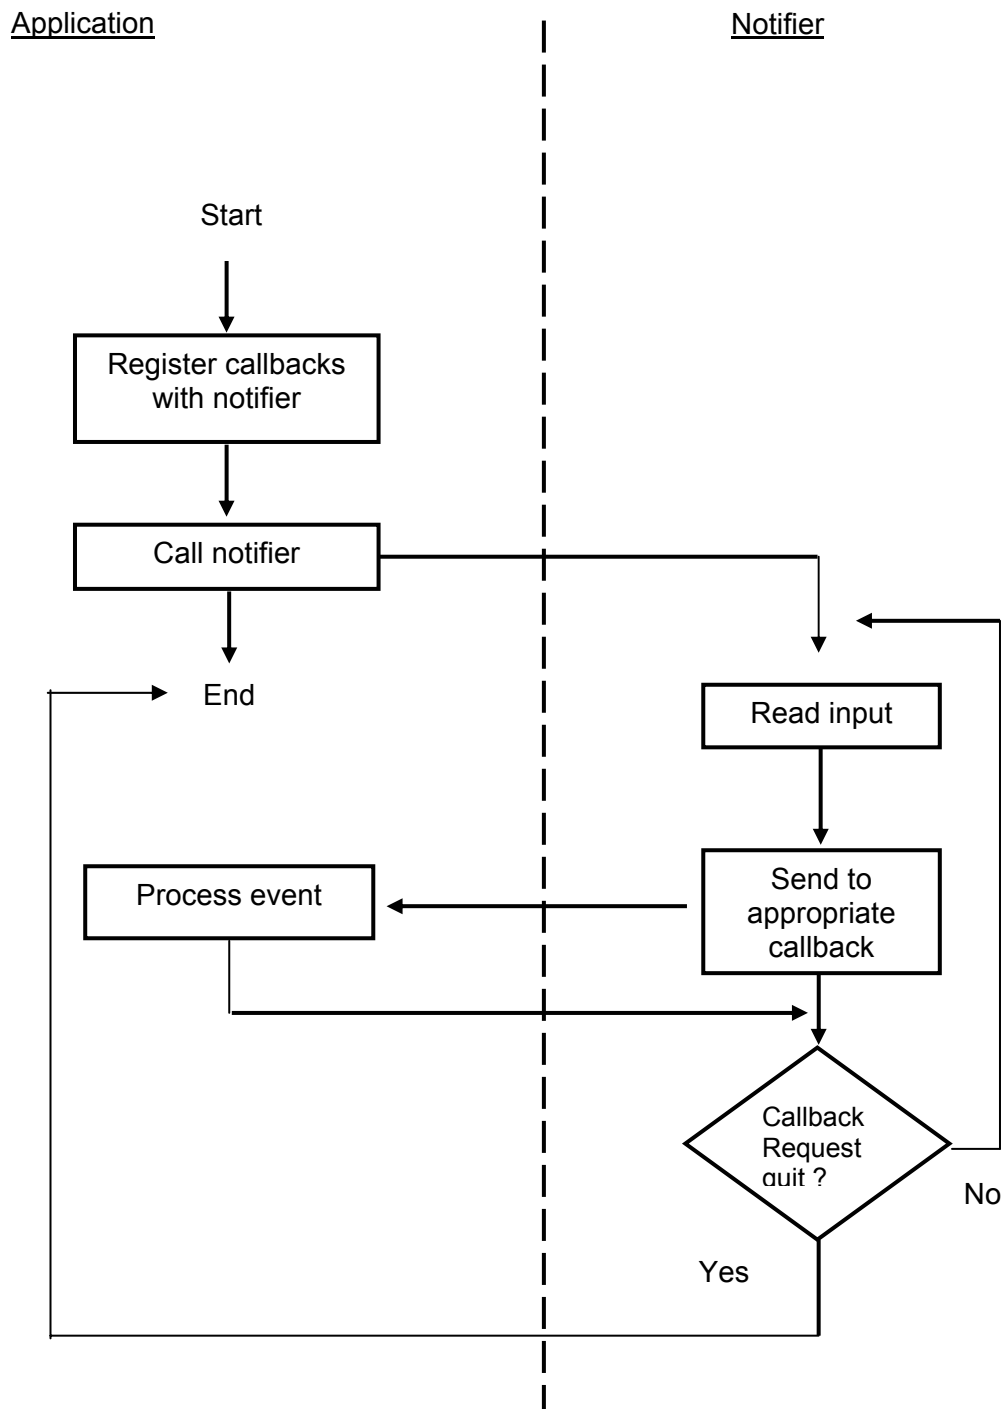 Application
Notifier
Start
Register callbacks
with notifier
Call notifier
End
Read input
Process event
Send to
appropriate
callback
Callback
Request
quit ?
No
Yes